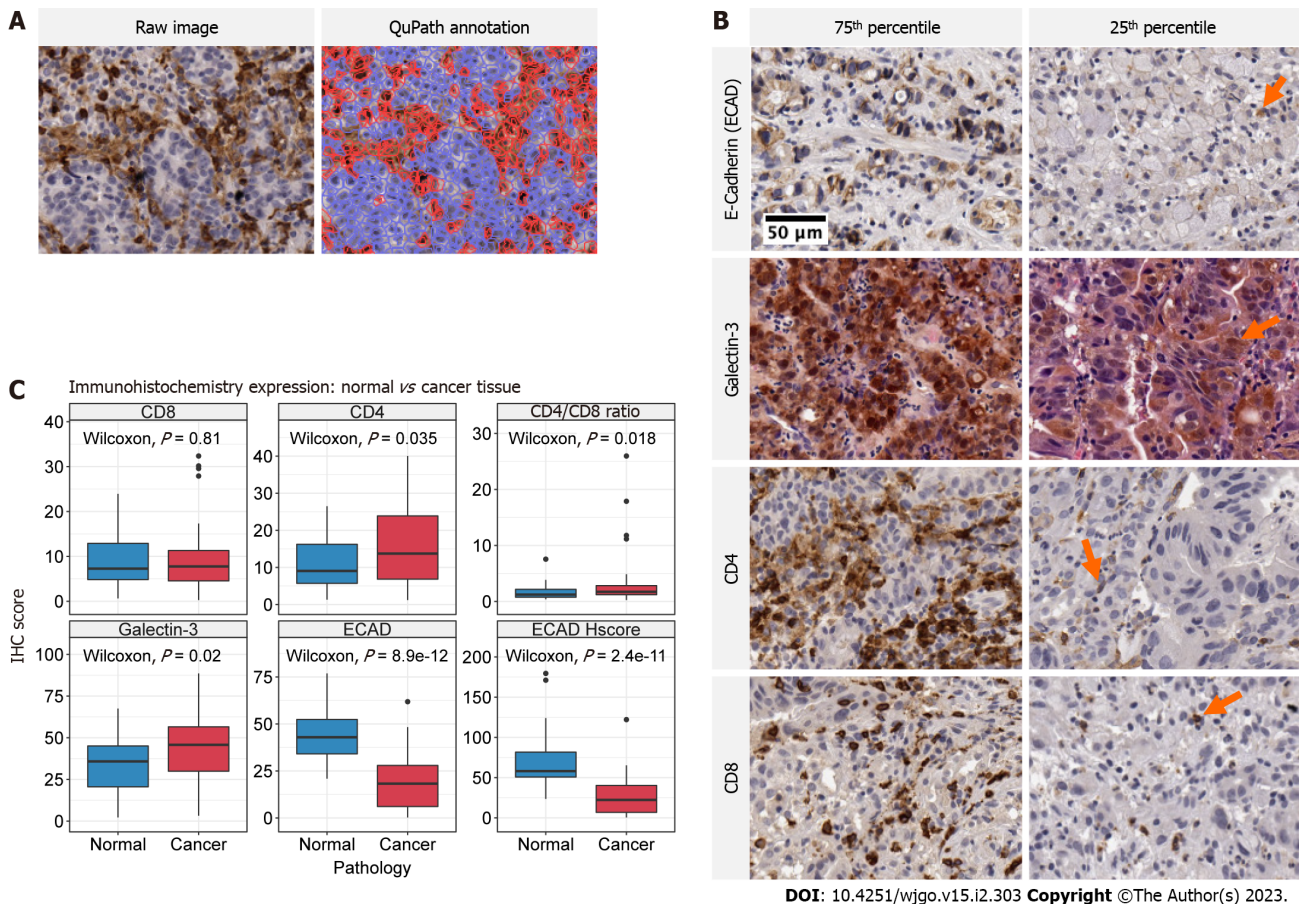 A
Raw image
QuPath annotation
B
75th percentile
25th percentile
E-Cadherin (ECAD)
50 µm
Galectin-3
CD4
CD8
C
Immunohistochemistry expression: normal vs cancer tissue
IHC score
CD8
Wilcoxon, P = 0.81
40
30
20
10
0
CD4
Wilcoxon, P = 0.035
40
30
20
10
0
CD4/CD8 ratio
Wilcoxon, P = 0.018
30
20
10
0
Galectin-3
Wilcoxon, P = 0.02
100
75
50
25
0
Normal Cancer
ECAD
Wilcoxon, P = 8.9e-12
75
50
25
0
Normal Cancer
ECAD Hscore
Wilcoxon, P = 2.4e-11
200
150
100
50
0
Normal Cancer
Pathology
DOI: 10.4251/wjgo.v15.i2.303 Copyright ©The Author(s) 2023.